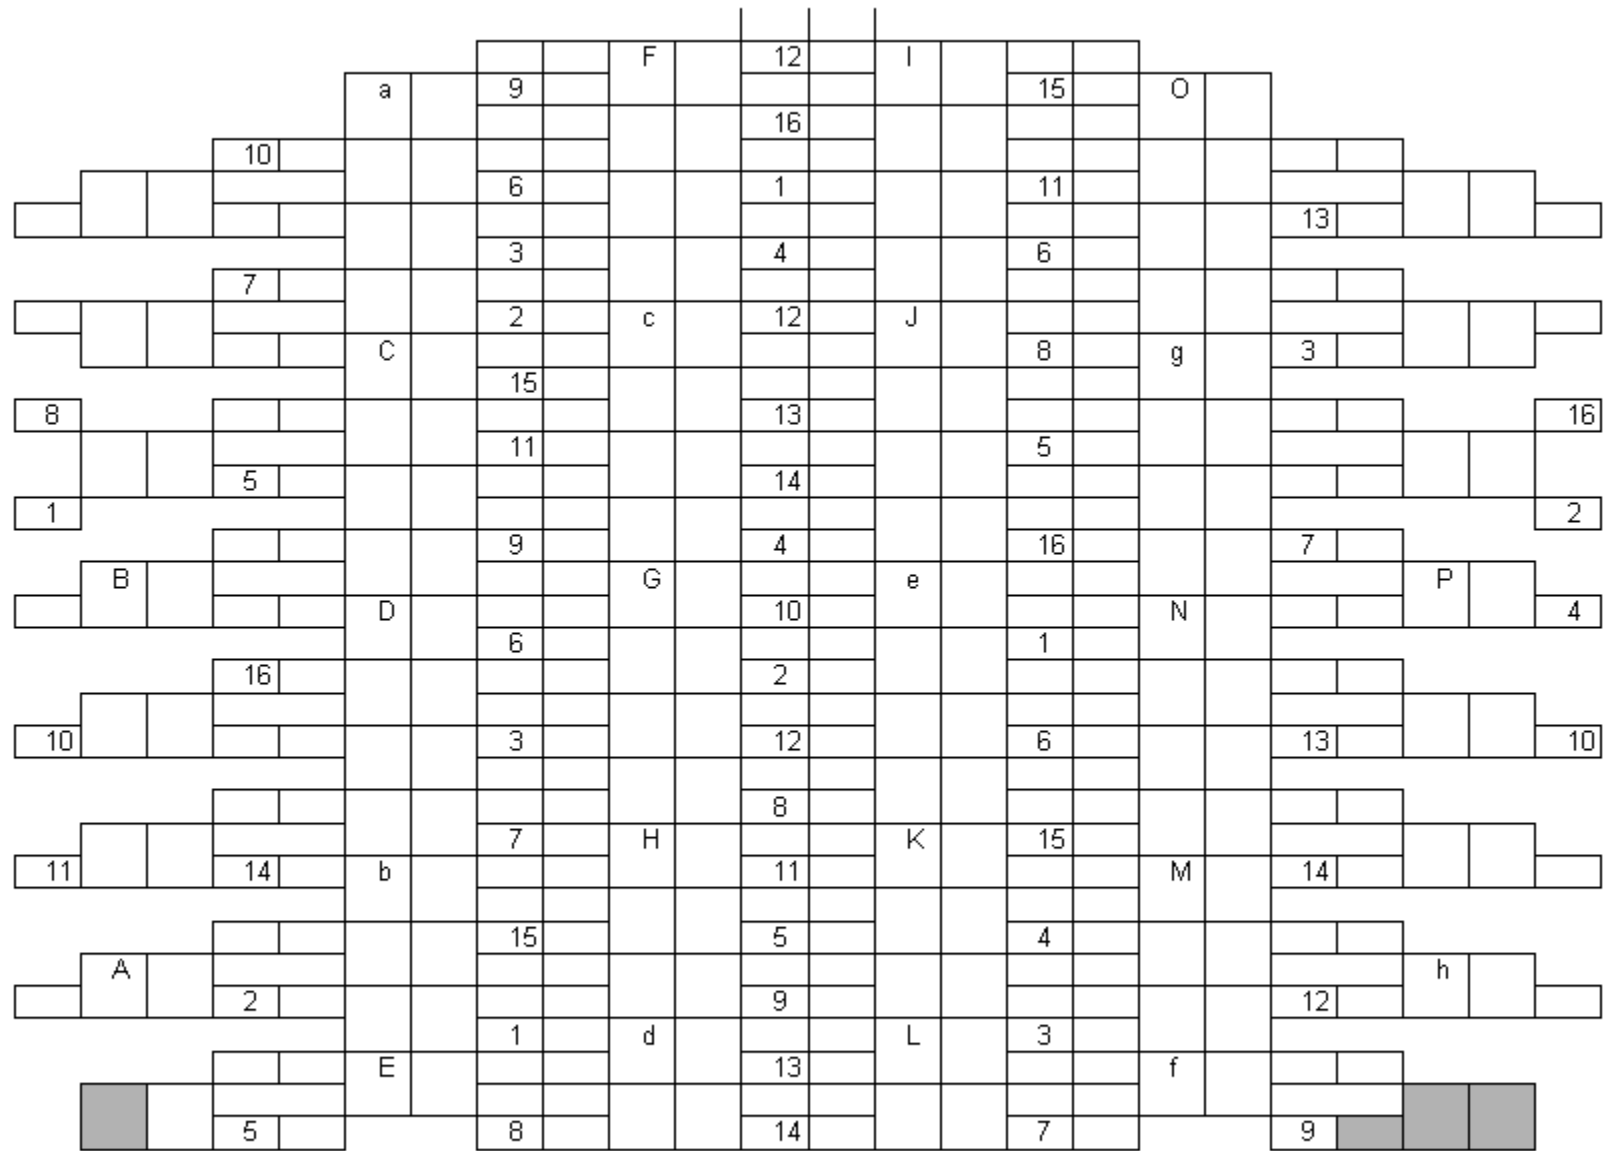 F 12 I
a 9 15 O
16
10
6 1 11
13
3 4 6
7
2 c 12 J
C 8 g 3
15
8 13 16
11 5
5 14
1 2
9 4 16 7
B G e P
D 10 N 4
6 1
16 2
10 3 12 6 13 10
8
7 H K 15
11 14 b 11 M 14
15 5 4
A h
2 9 12
1 d L 3
E 13 f
5 8 14 7 9